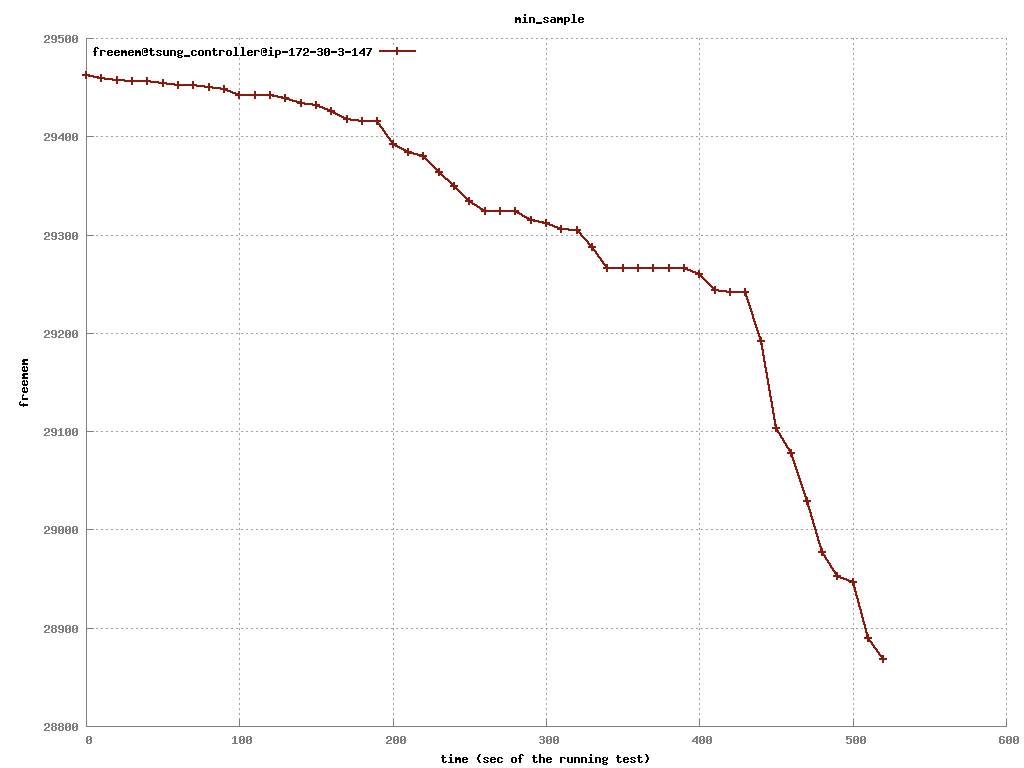 min_sample
29500
freemem@tsung_controller@ip-172-30-3-147
29400
29300
29200
freemem
29100
29000
28900
28800
0 100 200 300 400 500 600
time (sec of the running test)